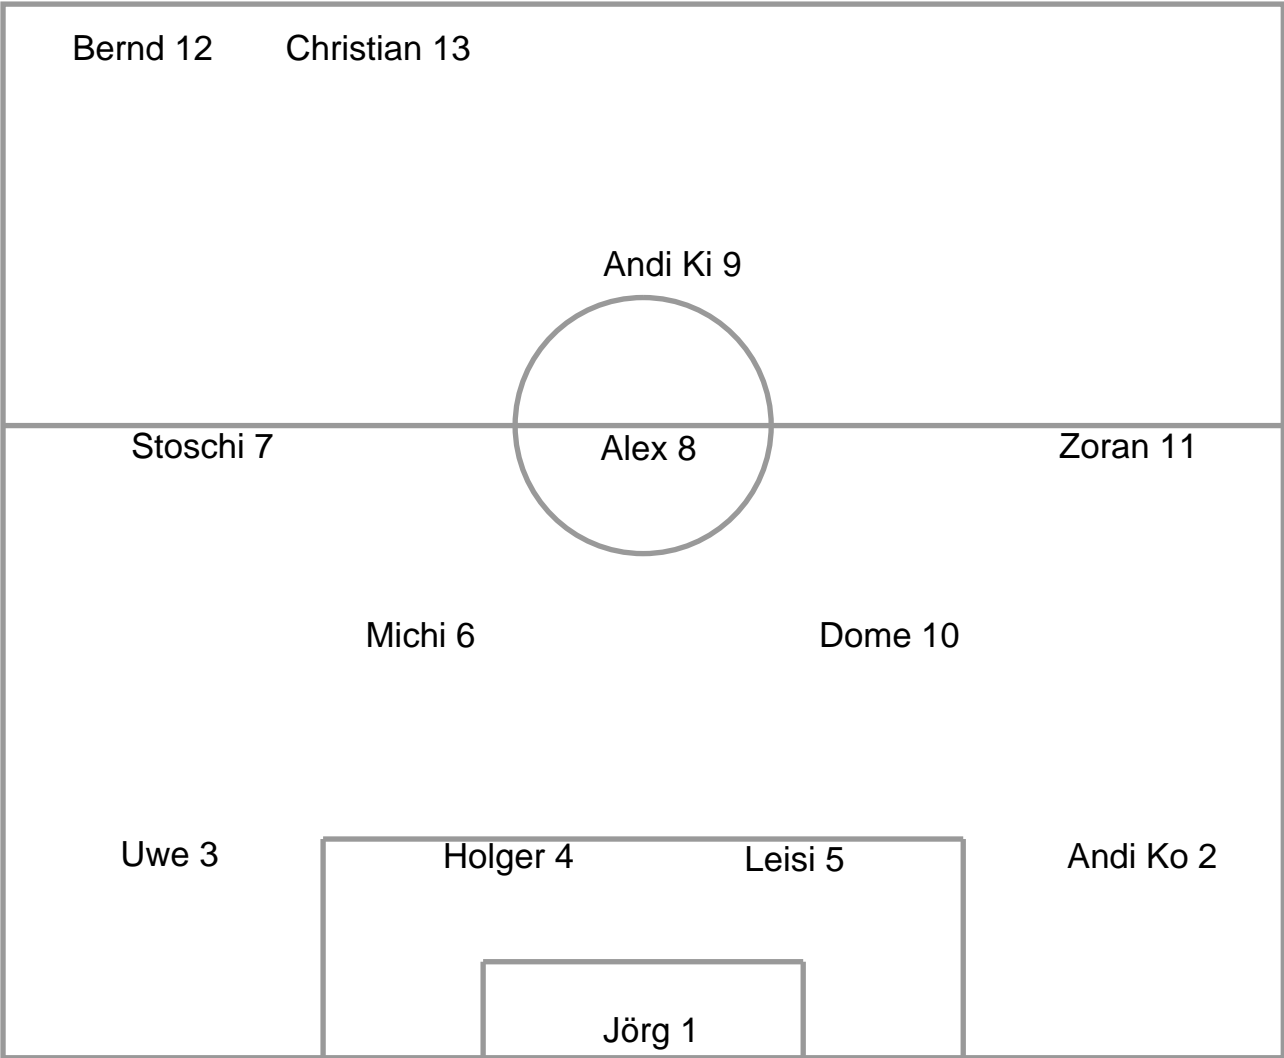 Bernd 12 Christian 13
Andi Ki 9
Stoschi 7 Alex 8 Zoran 11
Michi 6 Dome 10
Uwe 3 Holger 4 Leisi 5 Andi Ko 2
Jörg 1